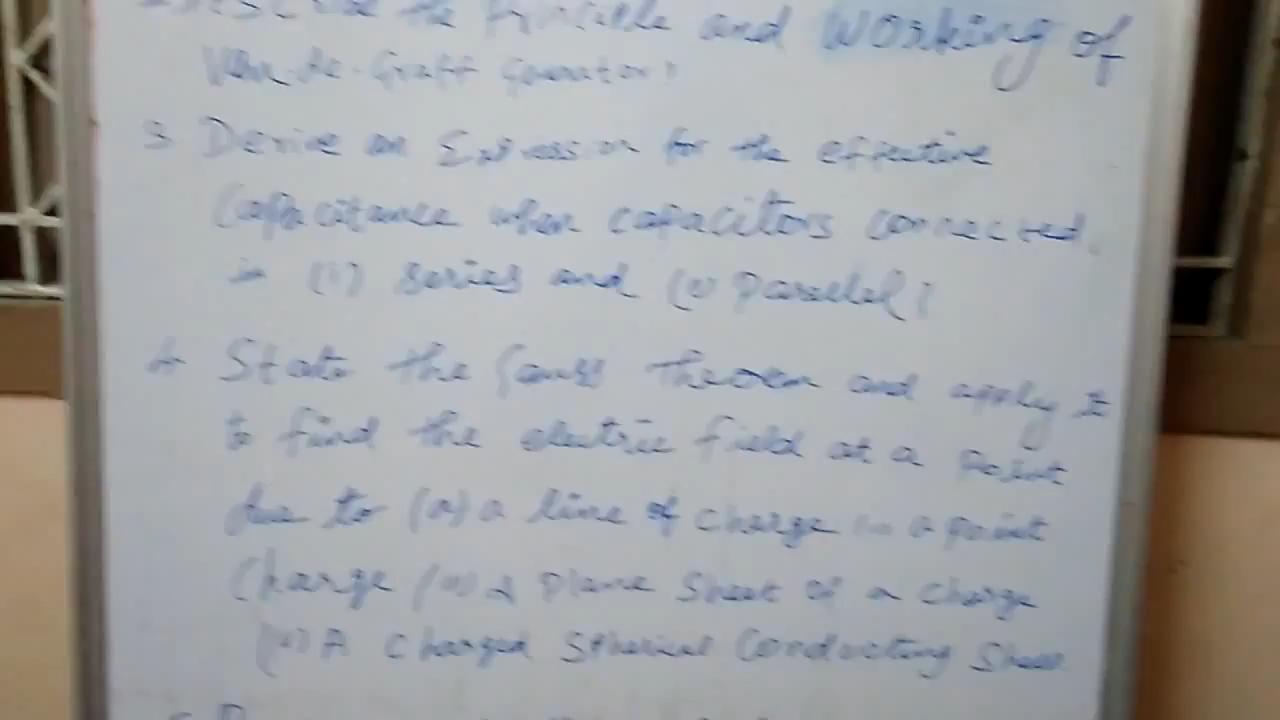 the Principle and Working of
Van de-Graff Generator?
3 Derive an Expression for the effective
Capacitance when capacitors connected
in (i) series and (ii) Parallel?
4 State the Gauss Theorem and apply it
to find the electric field at a Point
due to (a) a line of charge a point
Charge a Plane Sheet of a charge
A Charged Spherical Conducting